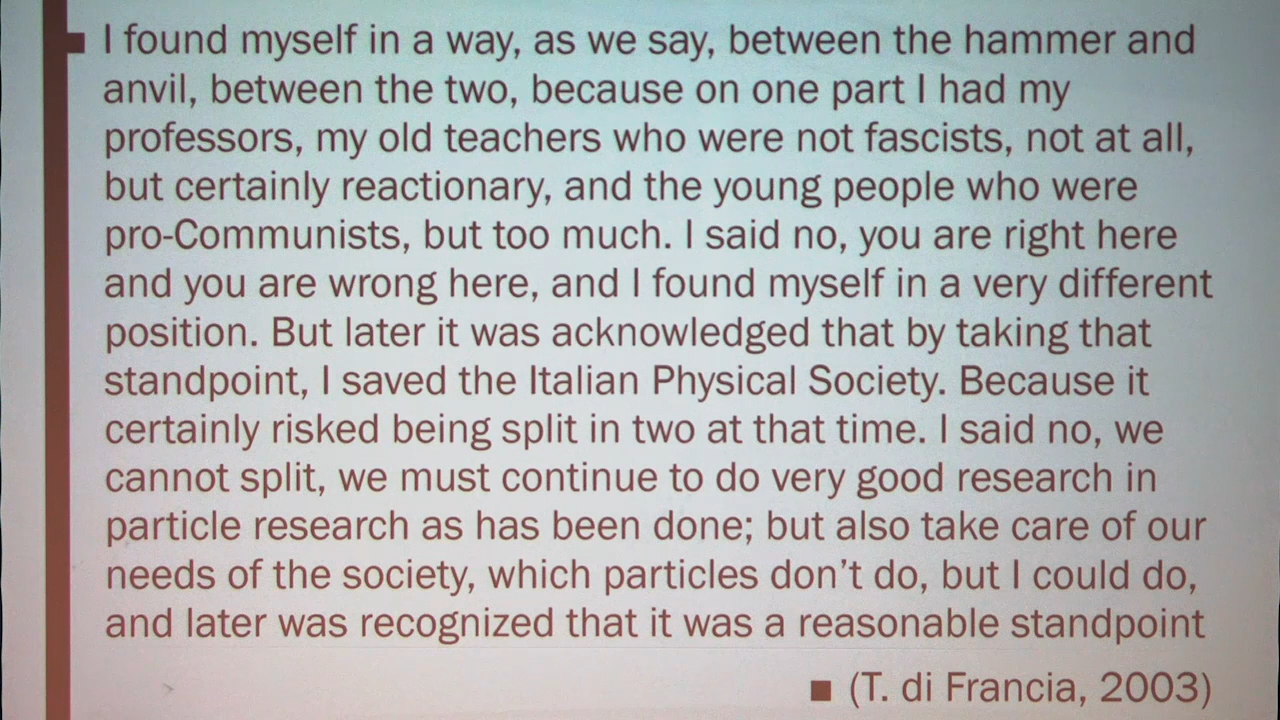 I found myself in a way, as we say, between the hammer and
anvil, between the two, because on one part I had my
professors, my old teachers who were not fascists, not at all,
but certainly reactionary, and the young people who were
pro-Communists, but too much. I said no, you are right here
and you are wrong here, and I found myself in a very different
position. But later it was acknowledged that by taking that
standpoint, I saved the Italian Physical Society. Because it
certainly risked being split in two at that time. I said no, we
cannot split, we must continue to do very good research in
particle research as has been done; but also take care of our
needs of the society, which particles don't do, but I could do,
and later was recognized that it was a reasonable standpoint
(T. di Francia, 2003)